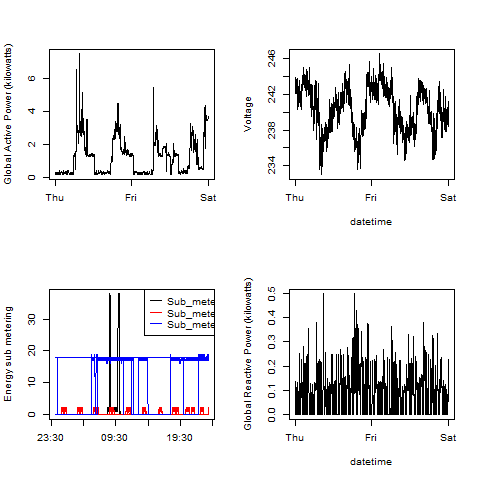 Global Active Power (kilowatts)
6
4
2
0
Thu
Fri
Sat
Voltage
246
242
238
234
Thu
Fri
Sat
datetime
Energy sub metering
30
20
10
0
23:30
09:30
19:30
Sub_mete
Sub_mete
Sub_mete
Global Reactive Power (kilowatts)
0.5
0.4
0.3
0.2
0.1
0.0
Thu
Fri
Sat
datetime